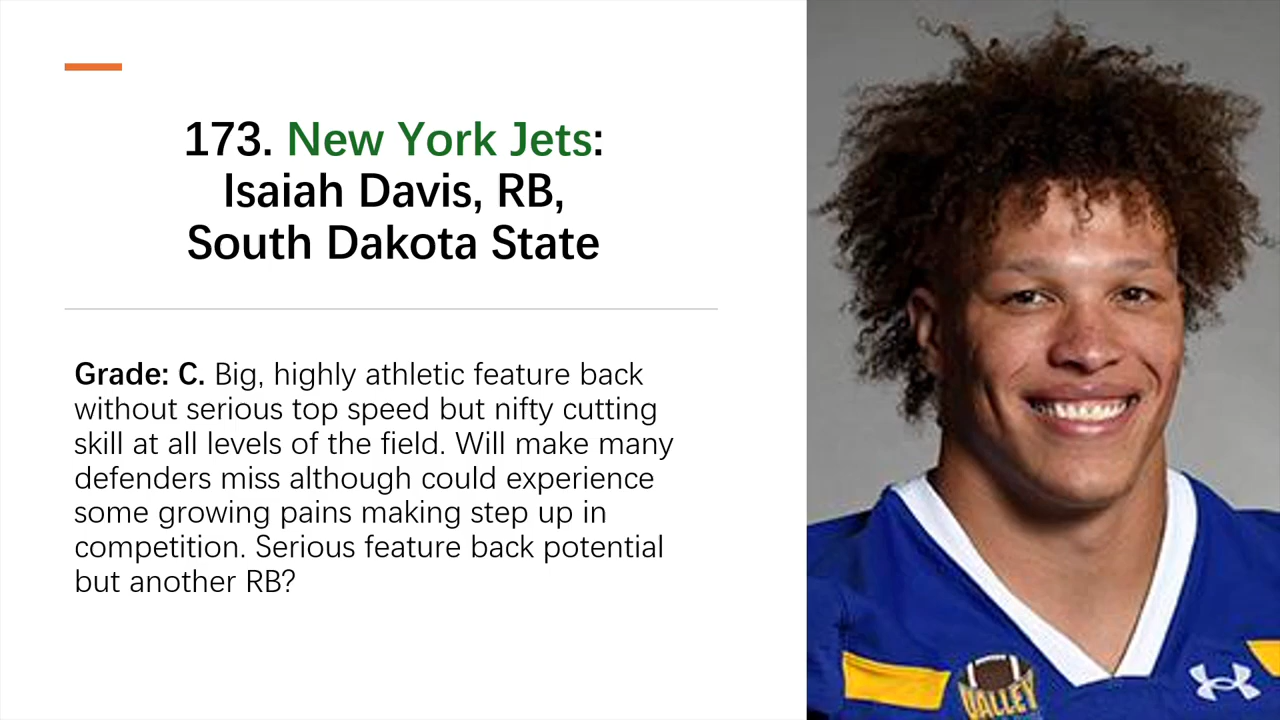 173. New York Jets:
Isaiah Davis, RB,
South Dakota State
Grade: C. Big, highly athletic feature back
without serious top speed but nifty cutting
skill at all levels of the field. Will make many
defenders miss although could experience
some growing pains making step up in
competition. Serious feature back potential
but another RB?
VALLEY